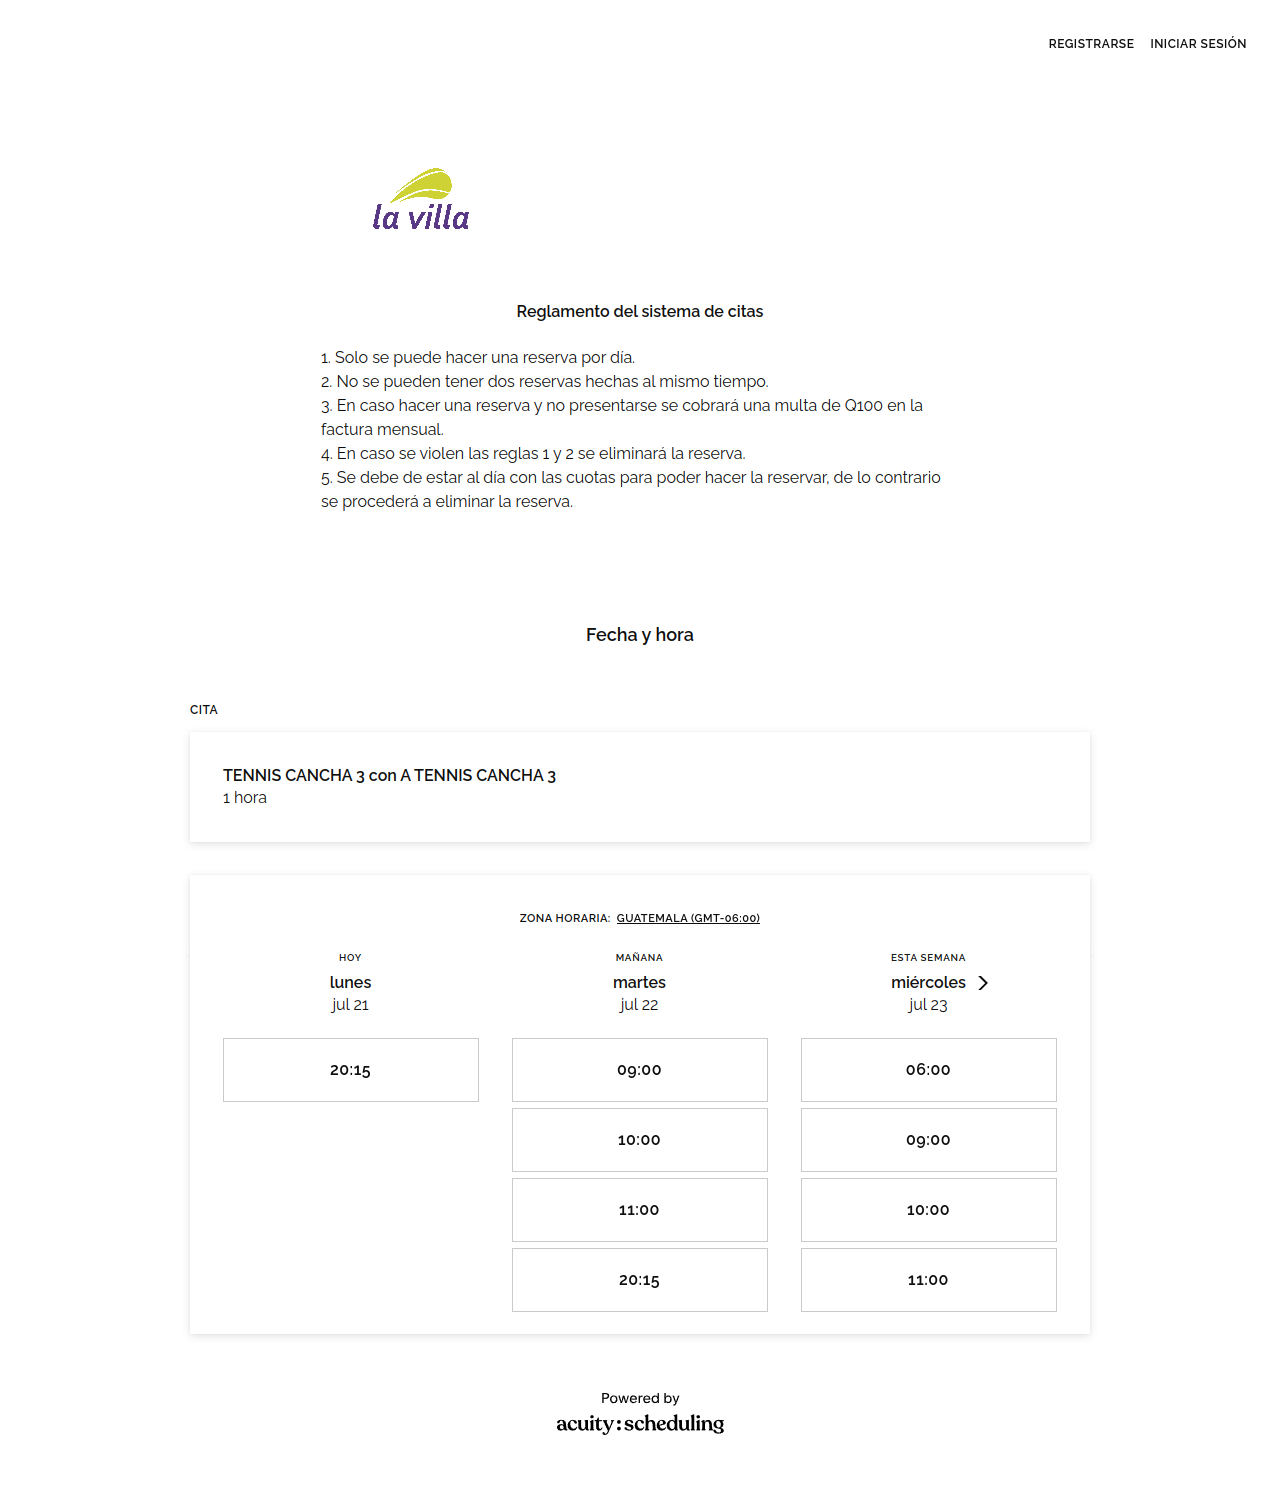 REGISTRARSE INICIAR SESIÓN
la villa
Reglamento del sistema de citas
1. Solo se puede hacer una reserva por día.
2. No se pueden tener dos reservas hechas al mismo tiempo.
3. En caso hacer una reserva y no presentarse se cobrará una multa de Q100 en la
factura mensual.
4. En caso se violen las reglas 1 y 2 se eliminará la reserva.
5. Se debe de estar al día con las cuotas para poder hacer la reservar, de lo contrario
se procederá a eliminar la reserva.
Fecha y hora
CITA
TENNIS CANCHA 3 con A TENNIS CANCHA 3
1 hora
ZONA HORARIA: GUATEMALA (GMT-06:00)
HOY
lunes
jul 21
20:15
MAÑANA
martes
jul 22
09:00
10:00
11:00
20:15
ESTA SEMANA
miércoles
jul 23
06:00
09:00
10:00
11:00
Powered by
acuity:scheduling